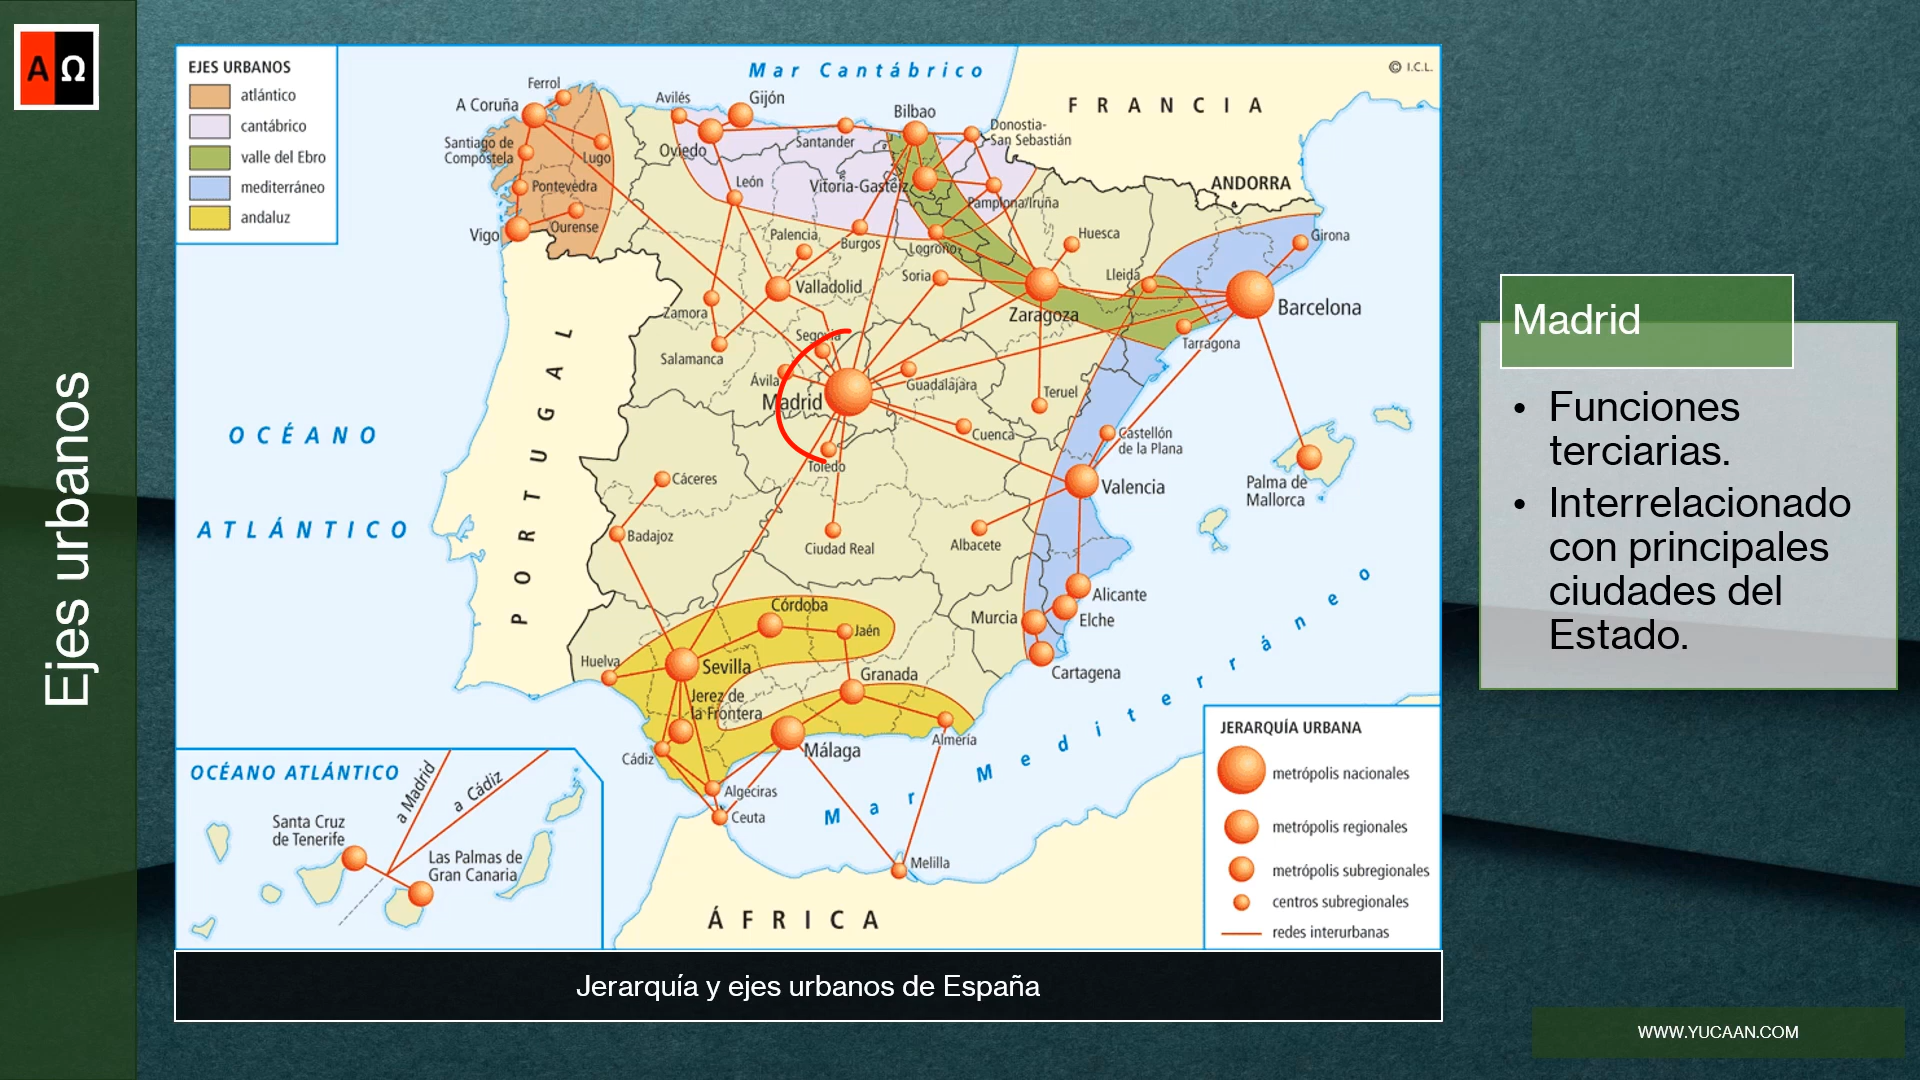 Α Ω
Ejes urbanos
EJES URBANOS
atlántico
cantábrico
valle del Ebro
mediterráneo
andaluz
Mar Cantábrico
© I.C.L.
FRANCIA
ANDORRA
PORTUGAL
OCÉANO
ATLÁNTICO
Mar Mediterráneo
ÁFRICA
Ferrol
A Coruña
Santiago de
Compostela
Lugo
Pontevedra
Ourense
Vigo
Avilés
Gijón
Oviedo
Santander
Bilbao
Donostia-
San Sebastián
León
Vitoria-Gasteiz
Pamplona/Iruña
Palencia
Burgos
Logroño
Huesca
Girona
Soria
Lleida
Valladolid
Zaragoza
Barcelona
Zamora
Segovia
Salamanca
Tarragona
Ávila
Guadalajara
Madrid
Teruel
Cuenca
Castellón
de la Plana
Toledo
Cáceres
Valencia
Palma de
Mallorca
Badajoz
Ciudad Real
Albacete
Alicante
Elche
Murcia
Cartagena
Córdoba
Jaén
Huelva
Sevilla
Granada
Jerez de
la Frontera
Cádiz
Málaga
Almería
Algeciras
Ceuta
Melilla
OCÉANO ATLÁNTICO
a Madrid
a Cádiz
Santa Cruz
de Tenerife
Las Palmas de
Gran Canaria
JERARQUÍA URBANA
metrópolis nacionales
metrópolis regionales
metrópolis subregionales
centros subregionales
redes interurbanas
Jerarquía y ejes urbanos de España
Madrid
• Funciones
terciarias.
• Interrelacionado
con principales
ciudades del
Estado.
WWW.YUCAAN.COM